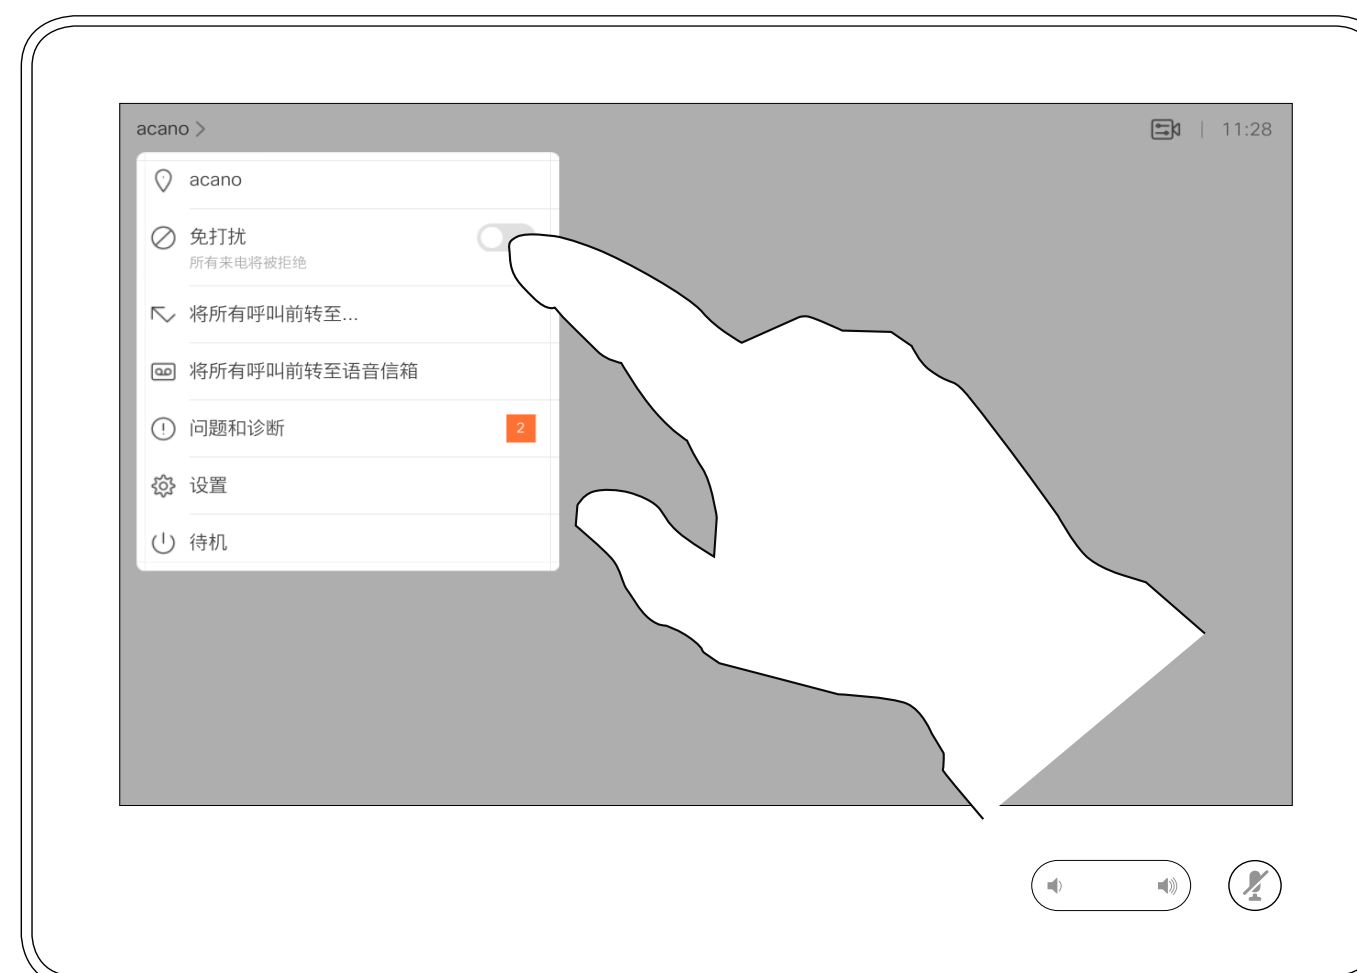 acano
11:28
acano
免打扰
所有来电将被拒绝
将所有呼叫前转至...
将所有呼叫前转至语音信箱
问题和诊断 2
设置
待机